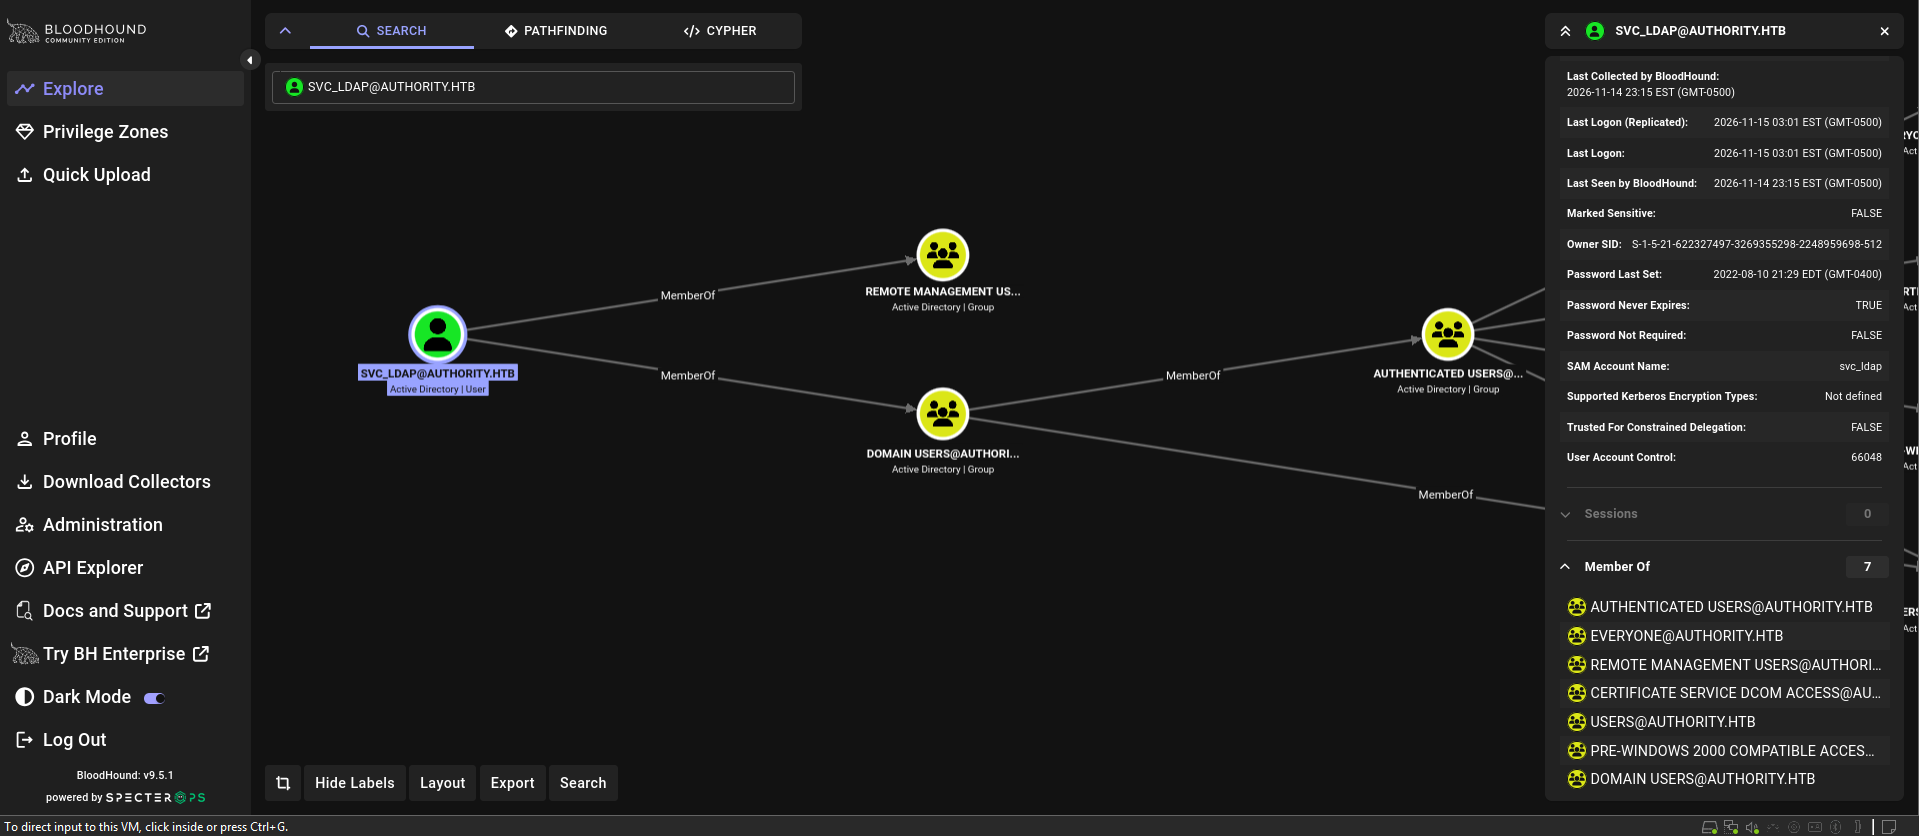 BLOODHOUND
COMMUNITY EDITION
Explore
Privilege Zones
Quick Upload
Profile
Download Collectors
Administration
API Explorer
Docs and Support
Try BH Enterprise
Dark Mode
Log Out
BloodHound: v9.5.1
powered by SPECTEROPS
SEARCH
PATHFINDING
CYPHER
SVC_LDAP@AUTHORITY.HTB
MemberOf
REMOTE MANAGEMENT US...
Active Directory | Group
SVC_LDAP@AUTHORITY.HTB
Active Directory | User
MemberOf
DOMAIN USERS@AUTHORI...
Active Directory | Group
MemberOf
AUTHENTICATED USERS@...
Active Directory | Group
MemberOf
Hide Labels
Layout
Export
Search
SVC_LDAP@AUTHORITY.HTB
Last Collected by BloodHound:
2026-11-14 23:15 EST (GMT-0500)
Last Logon (Replicated): 2026-11-15 03:01 EST (GMT-0500)
Last Logon: 2026-11-15 03:01 EST (GMT-0500)
Last Seen by BloodHound: 2026-11-14 23:15 EST (GMT-0500)
Marked Sensitive: FALSE
Owner SID: S-1-5-21-622327497-3269355298-2248959698-512
Password Last Set: 2022-08-10 21:29 EDT (GMT-0400)
Password Never Expires: TRUE
Password Not Required: FALSE
SAM Account Name: svc_ldap
Supported Kerberos Encryption Types: Not defined
Trusted For Constrained Delegation: FALSE
User Account Control: 66048
Sessions 0
Member Of 7
AUTHENTICATED USERS@AUTHORITY.HTB
EVERYONE@AUTHORITY.HTB
REMOTE MANAGEMENT USERS@AUTHORI...
CERTIFICATE SERVICE DCOM ACCESS@AU...
USERS@AUTHORITY.HTB
PRE-WINDOWS 2000 COMPATIBLE ACCES...
DOMAIN USERS@AUTHORITY.HTB
To direct input to this VM, click inside or press Ctrl+G.